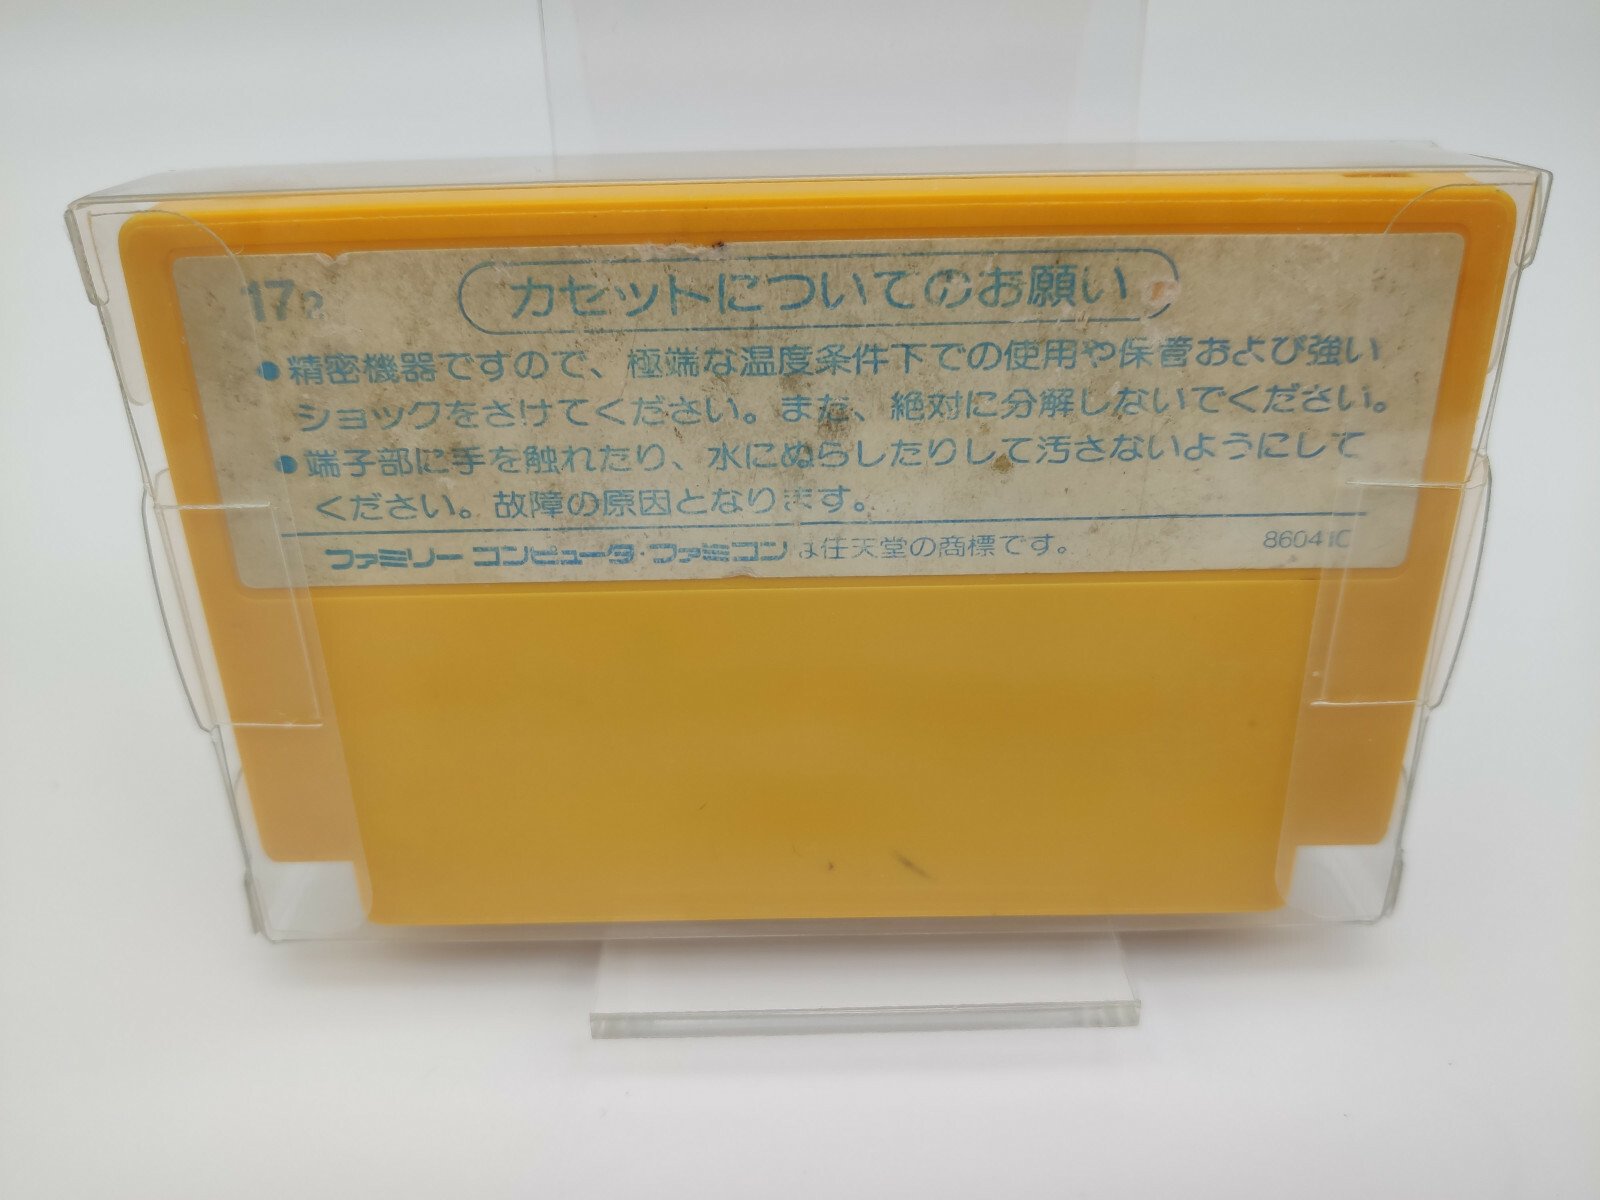 172
カセットについてのお願い
●精密機器ですので、極端な温度条件下での使用や保管および強い
ショックをさけてください。また、絶対に分解しないでください。
●端子部に手を触れたり、水にぬらしたりして汚さないようにして
ください。故障の原因となります。
ファミリーコンピュータ・ファミコンは任天堂の商標です。
8604 IC